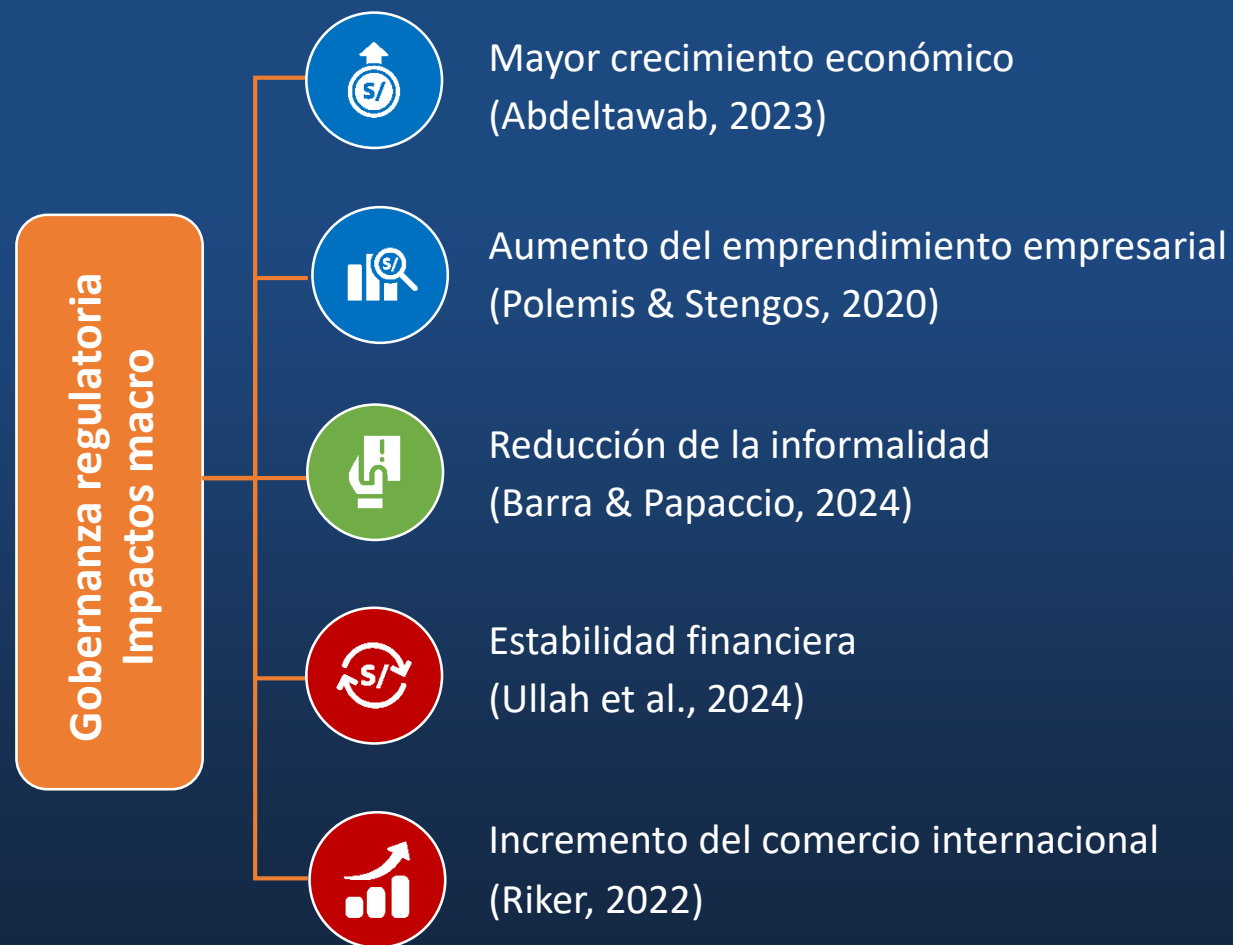 Gobernanza regulatoria
Impactos macro
S/
Mayor crecimiento económico
(Abdeltawab, 2023)
S/
Aumento del emprendimiento empresarial
(Polemis & Stengos, 2020)
Reducción de la informalidad
(Barra & Papaccio, 2024)
S/
Estabilidad financiera
(Ullah et al., 2024)
Incremento del comercio internacional
(Riker, 2022)